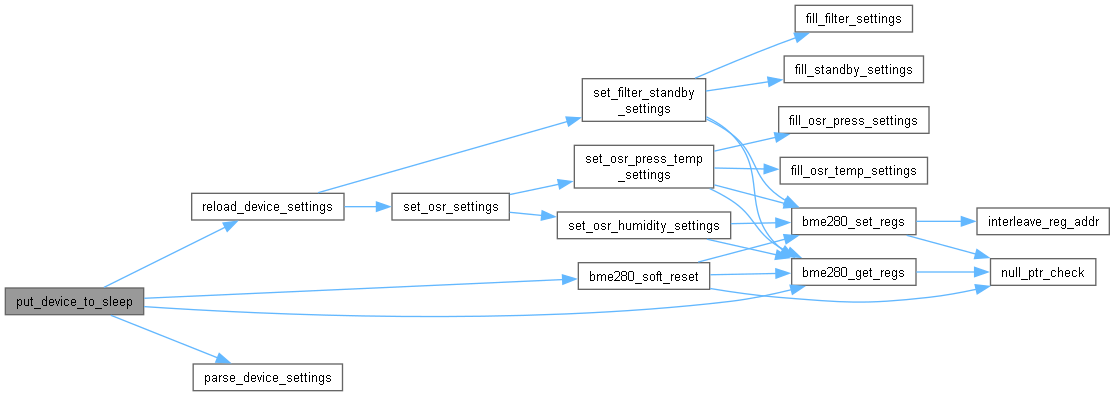 fill_filter_settings
fill_standby_settings
set_filter_standby
_settings
fill_osr_press_settings
set_osr_press_temp
_settings
fill_osr_temp_settings
reload_device_settings
set_osr_settings
set_osr_humidity_settings
bme280_set_regs
interleave_reg_addr
bme280_soft_reset
bme280_get_regs
null_ptr_check
put_device_to_sleep
parse_device_settings